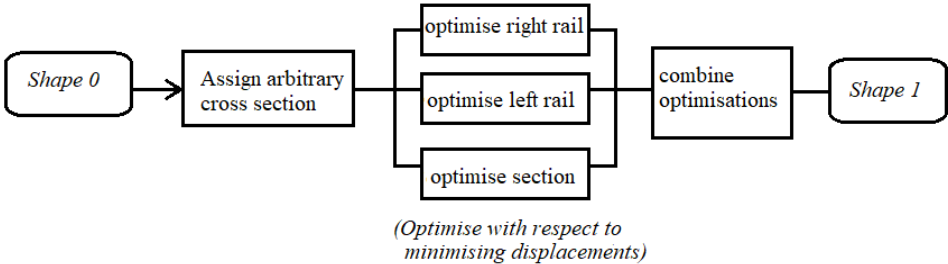 Shape 0
Assign arbitrary
cross section
optimise right rail
optimise left rail
optimise section
(Optimise with respect to
minimising displacements)
combine
optimisations
Shape 1